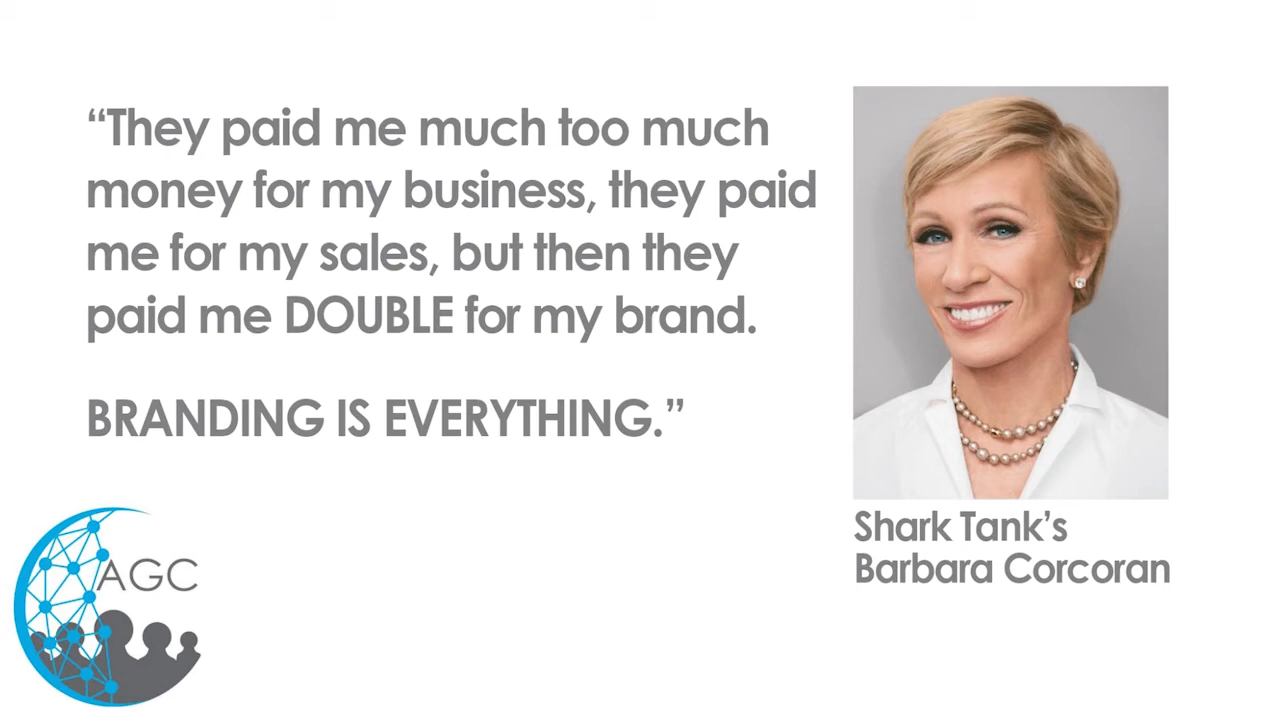 “They paid me much too much
money for my business, they paid
me for my sales, but then they
paid me DOUBLE for my brand.
BRANDING IS EVERYTHING.”
Shark Tank’s
Barbara Corcoran
AGC